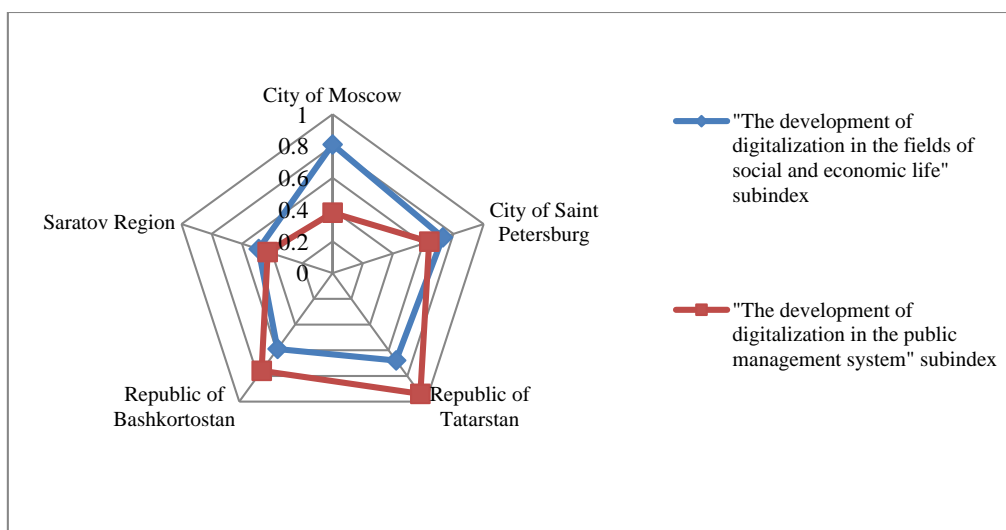 City of Moscow
1
0.8
0.6
0.4
0.2
0
City of Saint
Petersburg
Republic of
Tatarstan
Republic of
Bashkortostan
Saratov Region
"The development of
digitalization in the fields of
social and economic life"
subindex
"The development of
digitalization in the public
management system" subindex